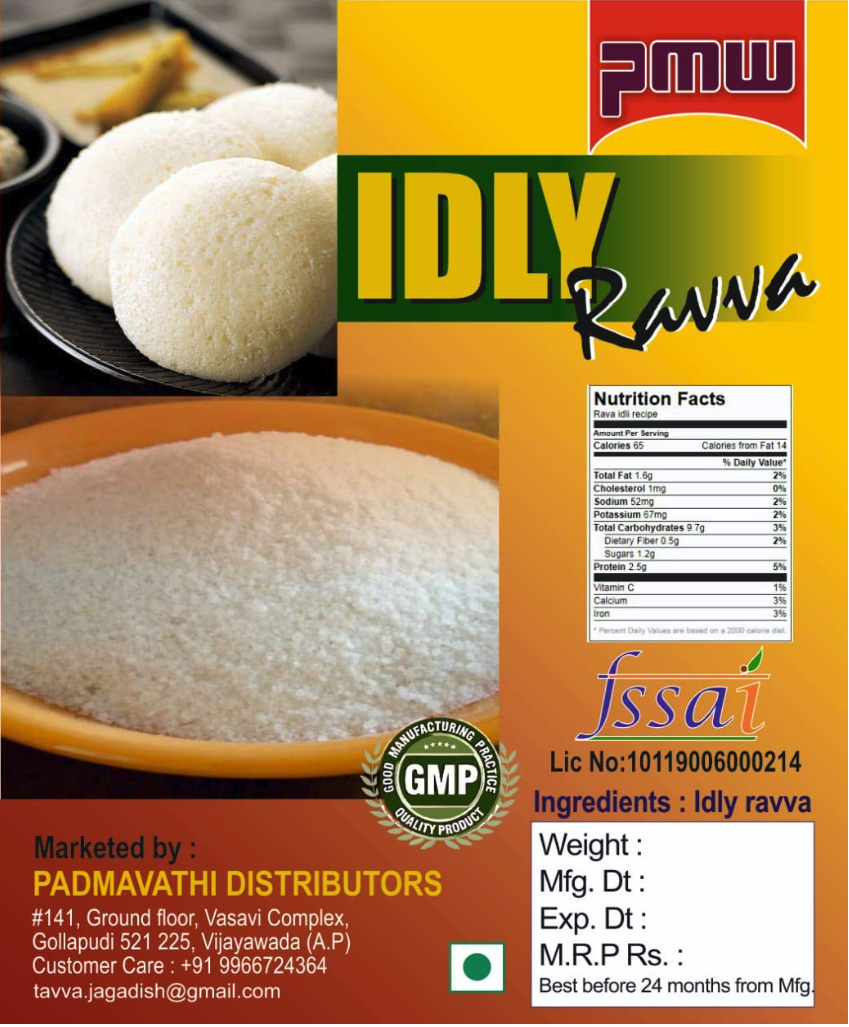 pmw
IDLY
Ravva
Nutrition Facts
Rava idli recipe
Amount Per Serving
Calories 65 Calories from Fat 14
% Daily Value*
Total Fat 1.6g 2%
Cholesterol 1mg 0%
Sodium 52mg 2%
Potassium 67mg 2%
Total Carbohydrates 9.7g 3%
Dietary Fiber 0.5g 2%
Sugars 1.2g
Protein 2.5g 5%
Vitamin C 1%
Calcium 3%
Iron 3%
* Percent Daily Values are based on a 2000 calorie diet.
fssai
Lic No:10119006000214
GOOD MANUFACTURING PRACTICE
GMP
QUALITY PRODUCT
Ingredients : Idly ravva
Weight :
Mfg. Dt :
Exp. Dt :
M.R.P Rs. :
Best before 24 months from Mfg.
Marketed by :
PADMAVATHI DISTRIBUTORS
#141, Ground floor, Vasavi Complex,
Gollapudi 521 225, Vijayawada (A.P)
Customer Care : +91 9966724364
tavva.jagadish@gmail.com